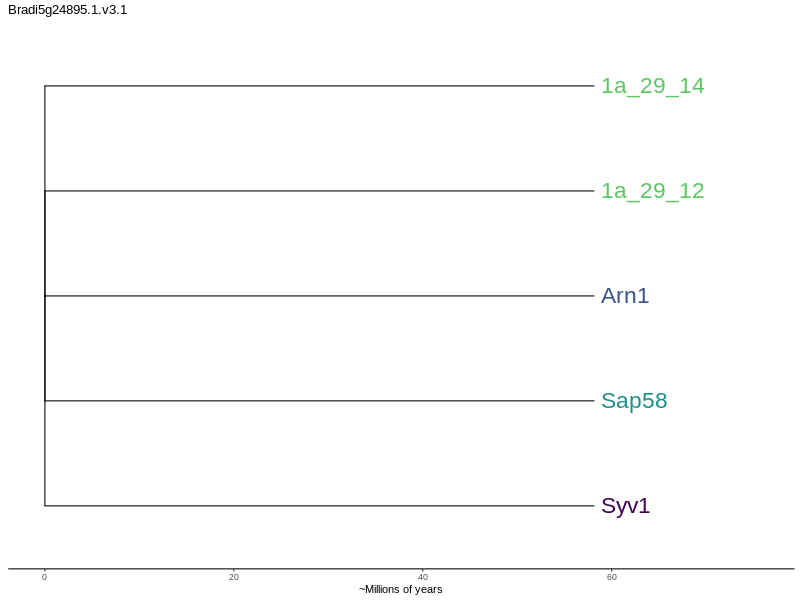 Bradi5g24895.1.v3.1
1a_29_14
1a_29_12
Arn1
Sap58
Syv1
0 20 40 60
~Millions of years